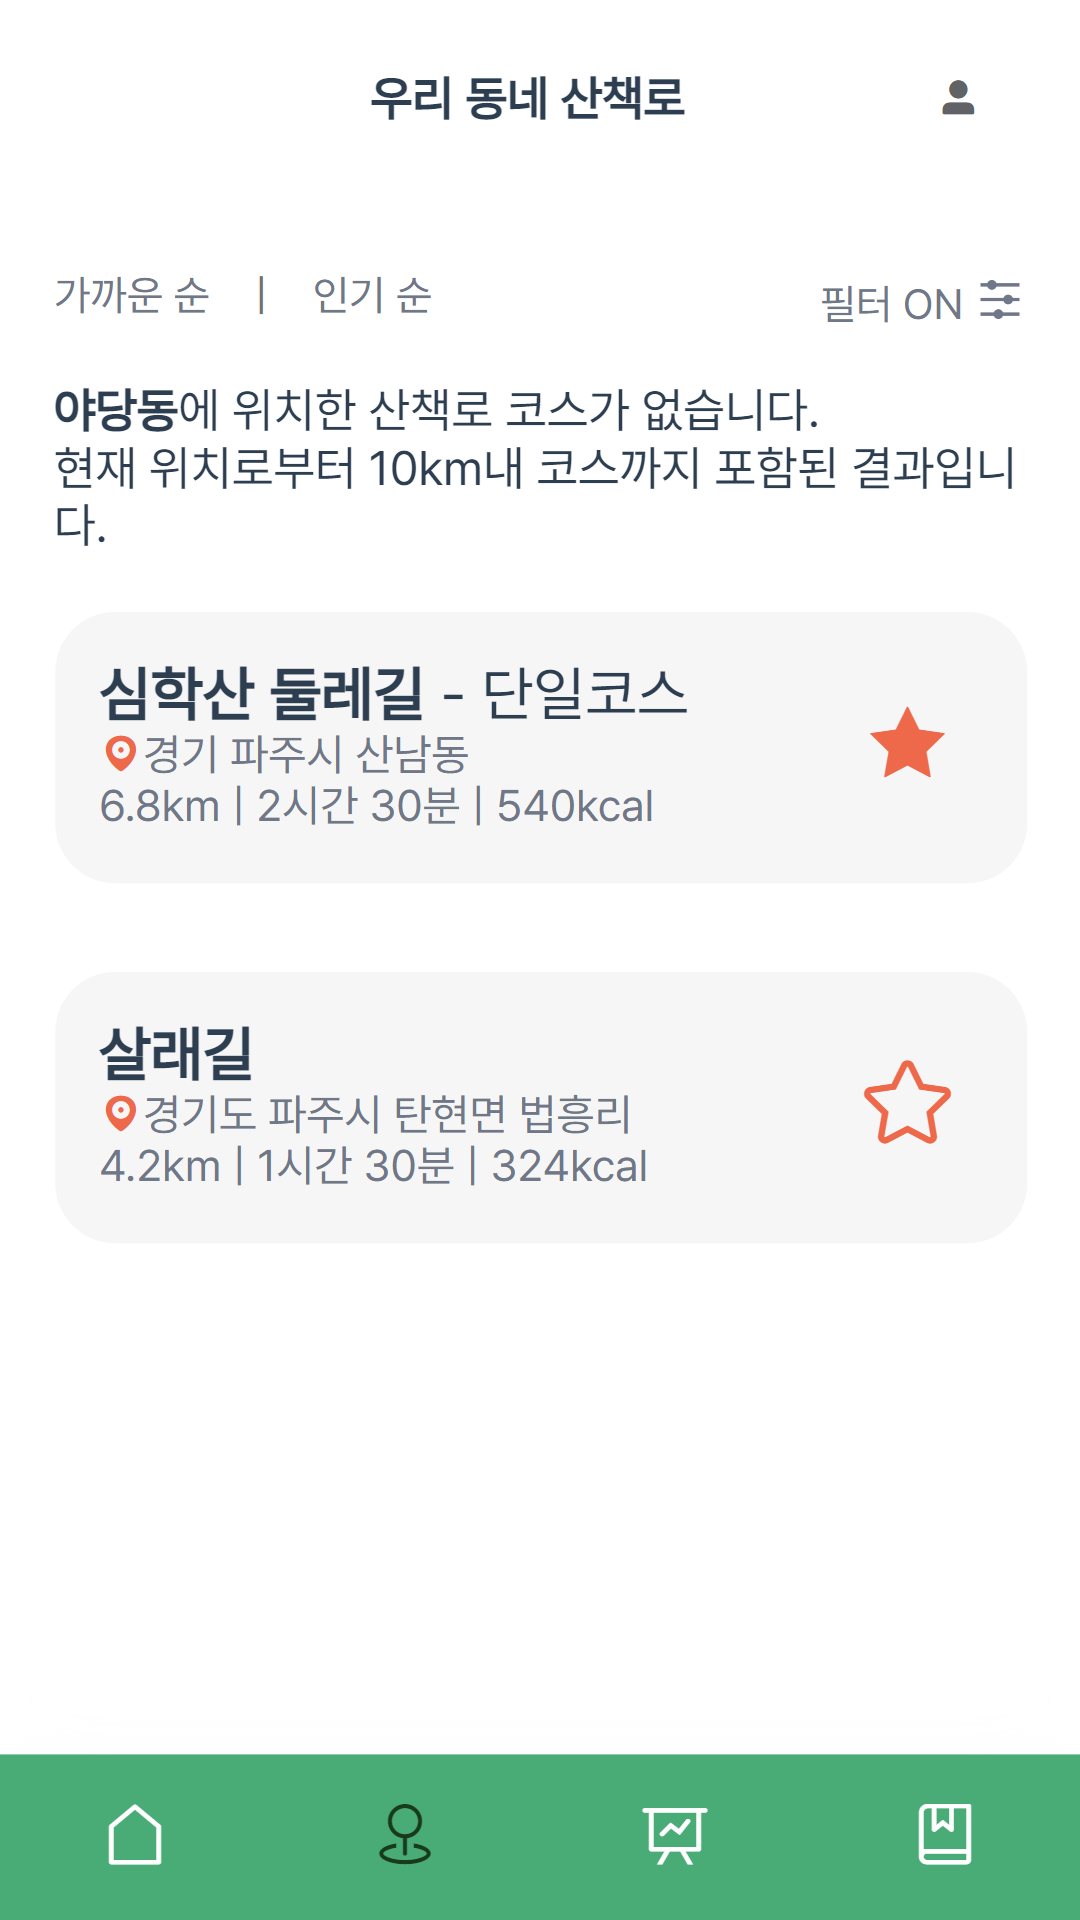 우리 동네 산책로
가까운 순 | 인기 순
필터 ON
야당동에 위치한 산책로 코스가 없습니다.
현재 위치로부터 10km내 코스까지 포함된 결과입니
다.
심학산 둘레길 - 단일코스
경기 파주시 산남동
6.8km | 2시간 30분 | 540kcal
살래길
경기도 파주시 탄현면 법흥리
4.2km | 1시간 30분 | 324kcal